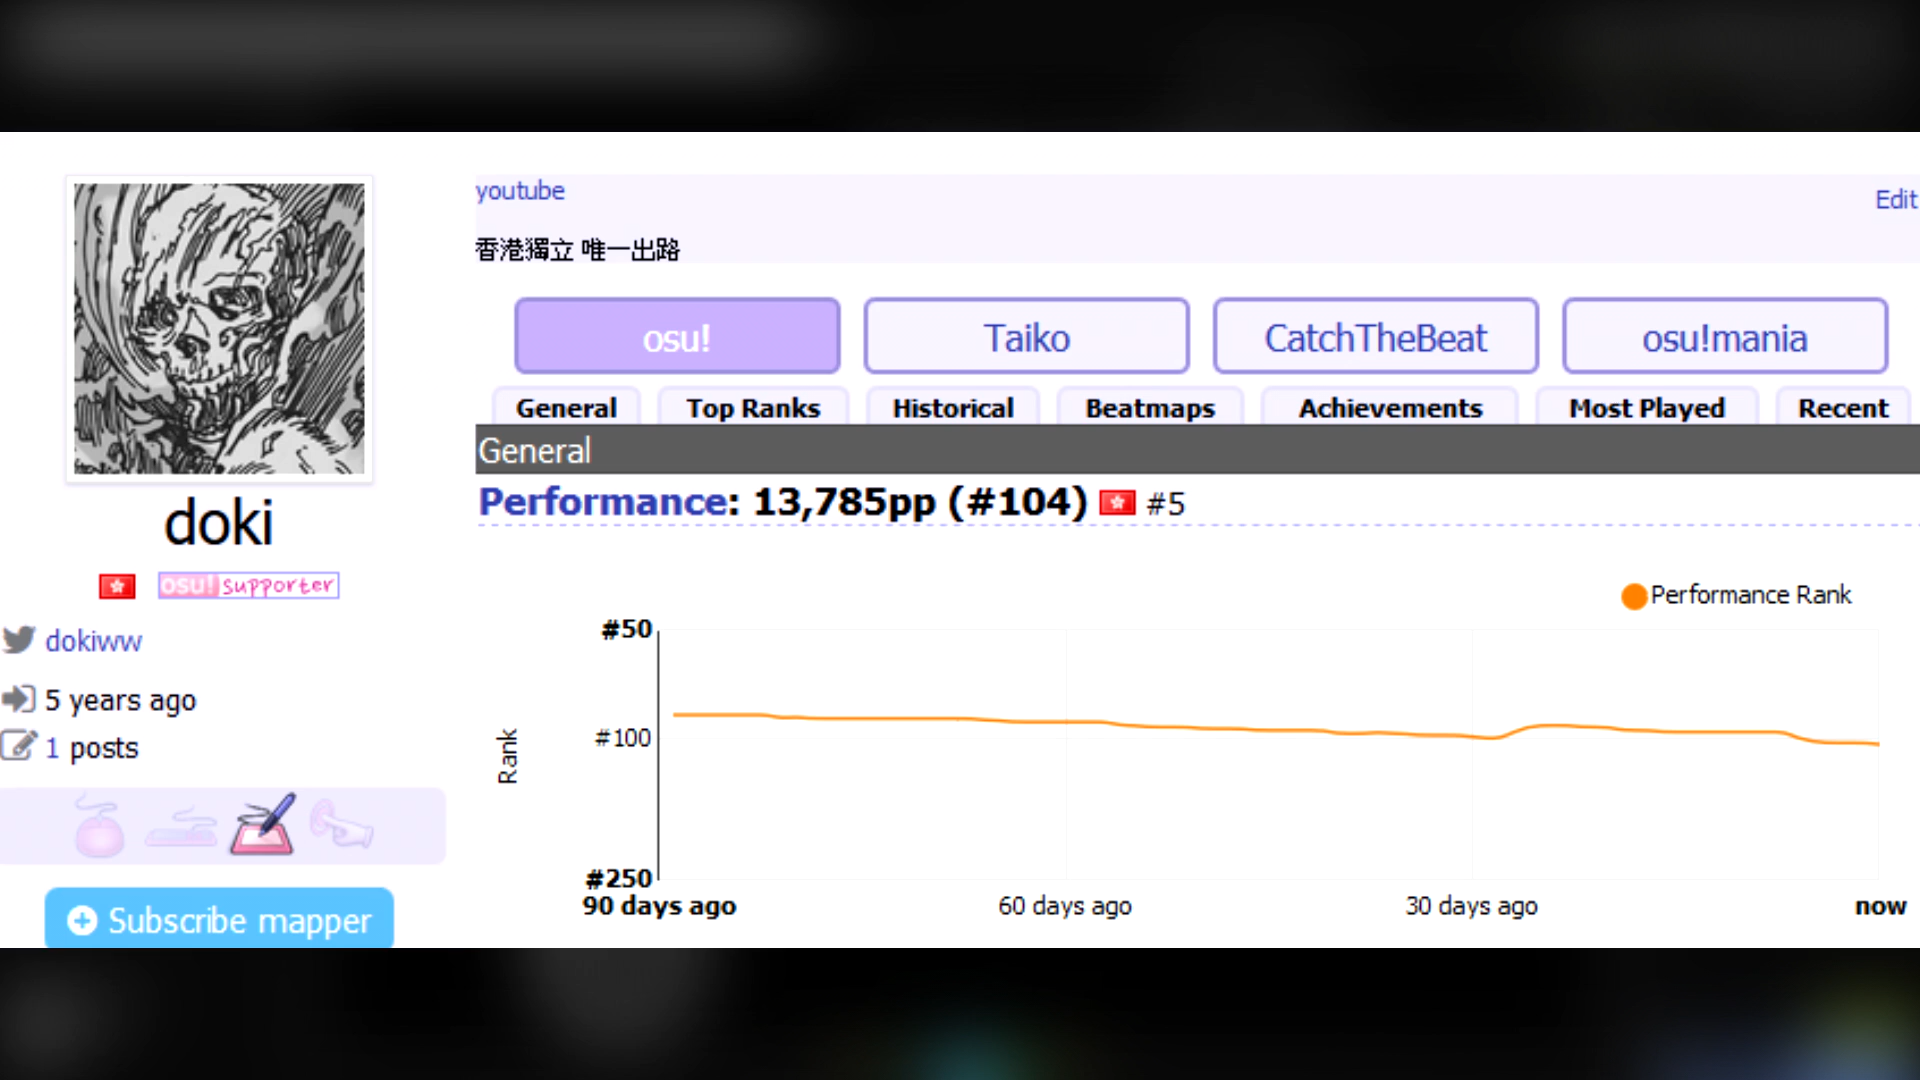 youtube
Edit
香港獨立 唯一出路
osu!
Taiko
CatchTheBeat
osu!mania
General
Top Ranks
Historical
Beatmaps
Achievements
Most Played
Recent
General
Performance: 13,785pp (#104) #5
doki
osu! supporter
dokiww
5 years ago
1 posts
Subscribe mapper
Performance Rank
#50
#100
#250
Rank
90 days ago
60 days ago
30 days ago
now